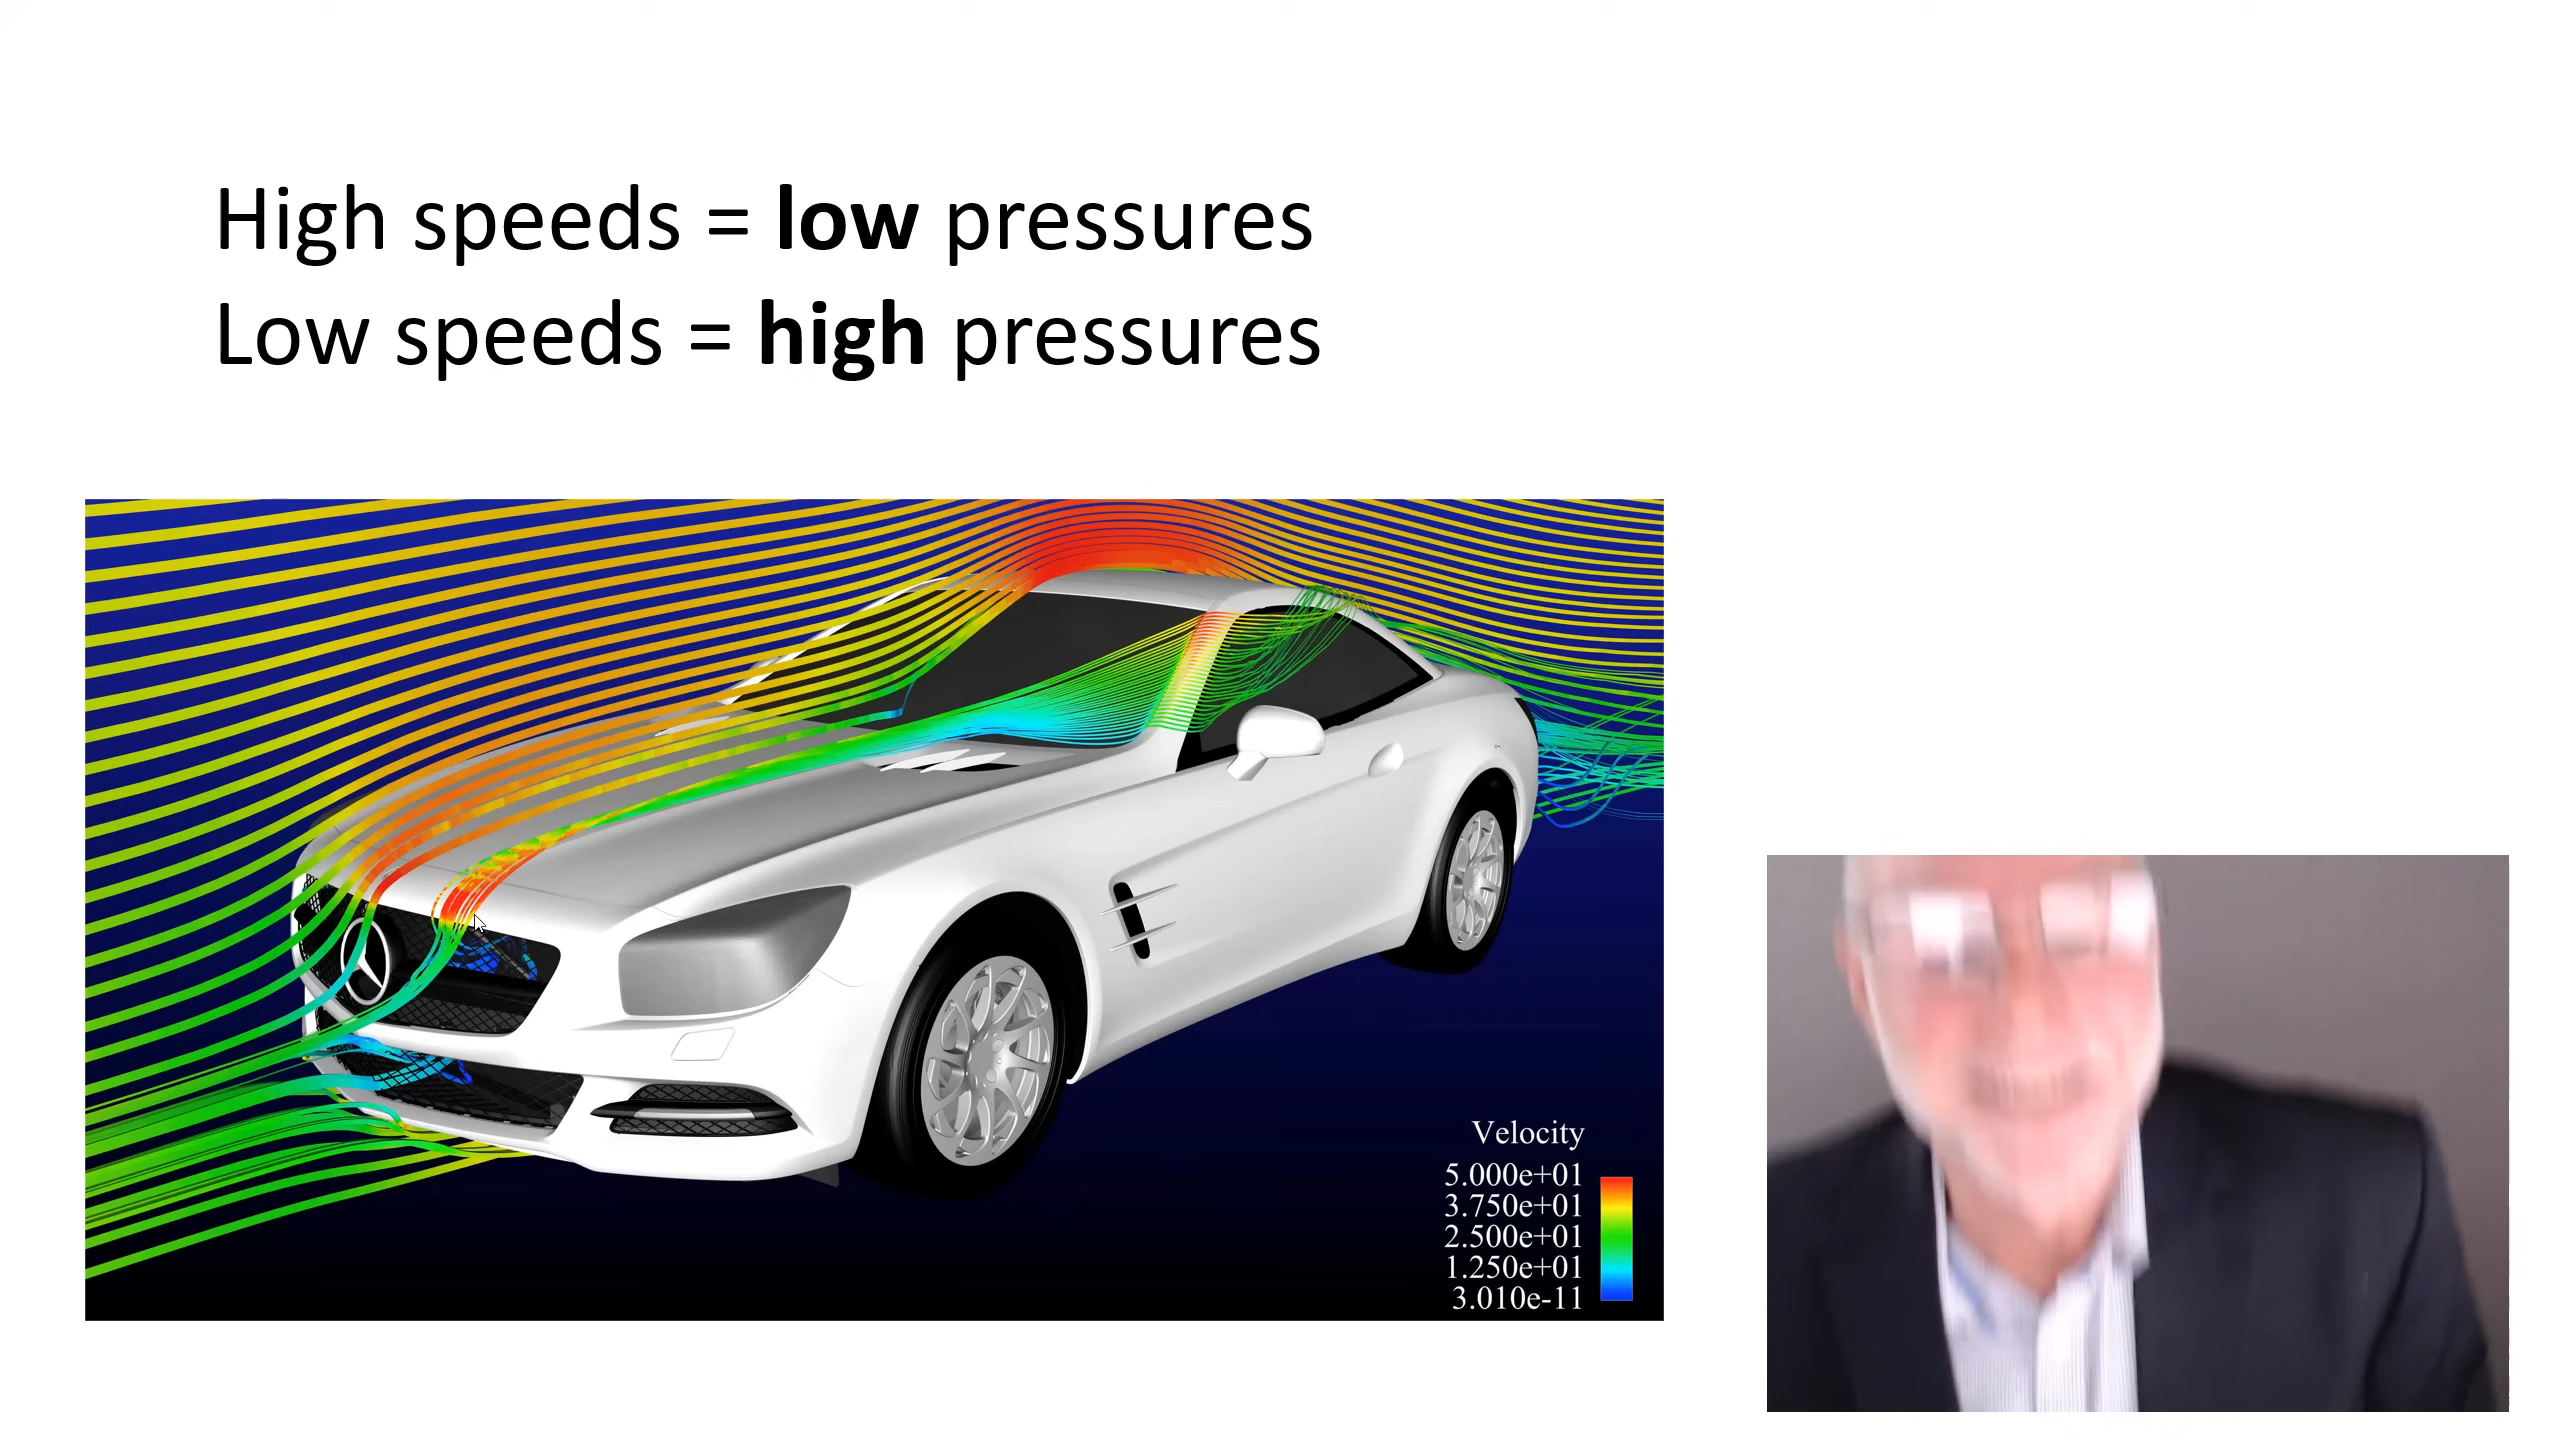 High speeds = low pressures
Low speeds = high pressures
Velocity
5.000e+01
3.750e+01
2.500e+01
1.250e+01
3.010e-11